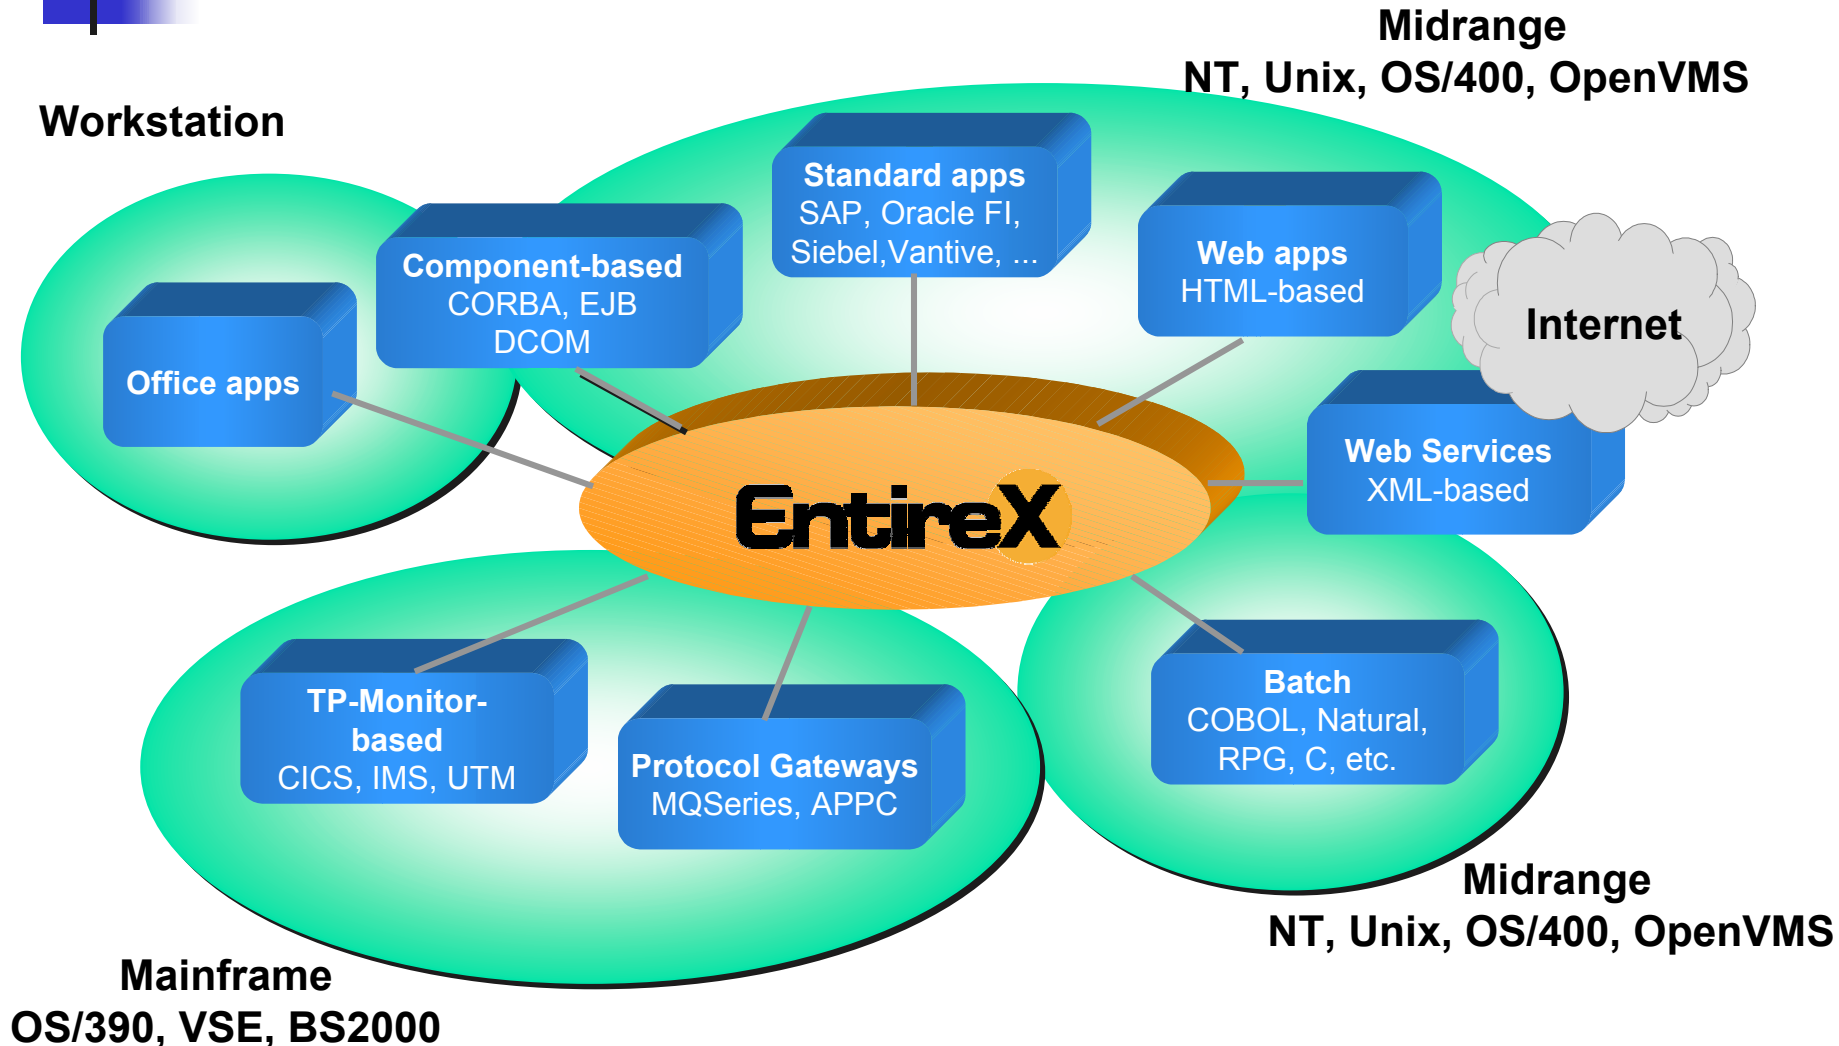 Midrange
NT, Unix, OS/400, OpenVMS
Workstation
Standard apps
SAP, Oracle FI,
Siebel,Vantive, ...
Component-based
CORBA, EJB
DCOM
Web apps
HTML-based
Internet
Office apps
Web Services
XML-based
EntireX
TP-Monitor-
based
CICS, IMS, UTM
Protocol Gateways
MQSeries, APPC
Batch
COBOL, Natural,
RPG, C, etc.
Midrange
NT, Unix, OS/400, OpenVMS
Mainframe
OS/390, VSE, BS2000